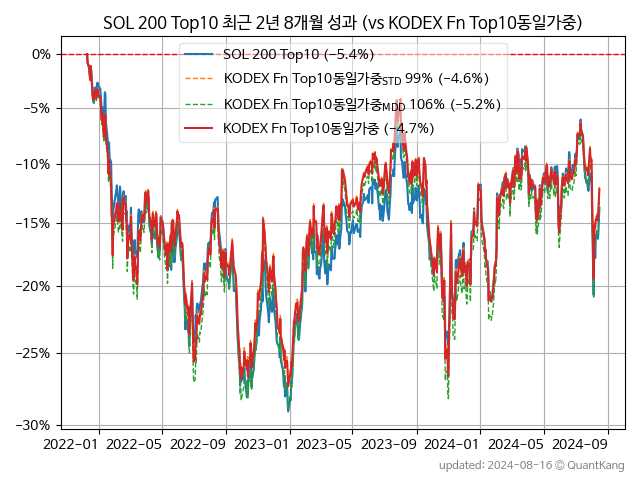 SOL 200 Top10 최근 2년 8개월 성과 (vs KODEX Fn Top10동일가중)
SOL 200 Top10 (−5.4%)
KODEX Fn Top10동일가중STD 99% (−4.6%)
KODEX Fn Top10동일가중MDD 106% (−5.2%)
KODEX Fn Top10동일가중 (−4.7%)
0%
−5%
−10%
−15%
−20%
−25%
−30%
2022-01 2022-05 2022-09 2023-01 2023-05 2023-09 2024-01 2024-05 2024-09
updated: 2024-08-16 © QuantKang